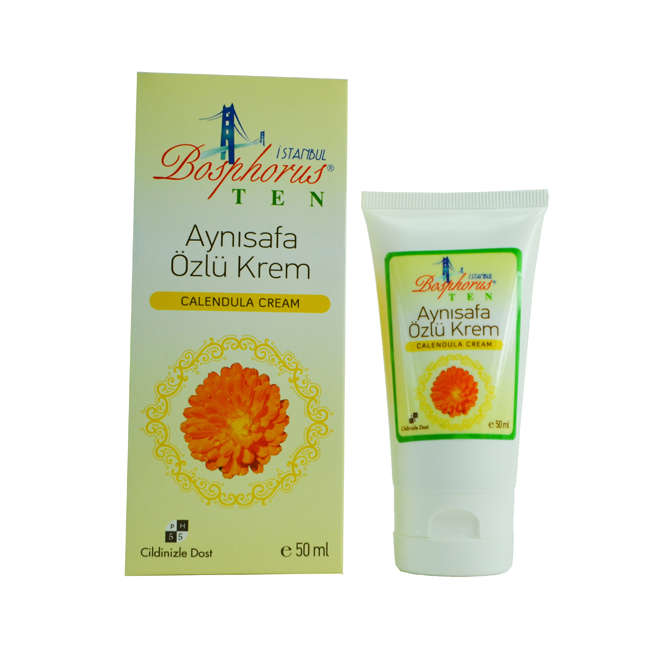 İSTANBUL
Bosphorus®
TEN
Aynısafa
Özlü Krem
CALENDULA CREAM
PH
5 5
Cildinizle Dost
℮ 50 ml
İSTANBUL
Bosphorus®
TEN
Aynısafa
Özlü Krem
CALENDULA CREAM
Cildinizle Dost
℮ 50 ml